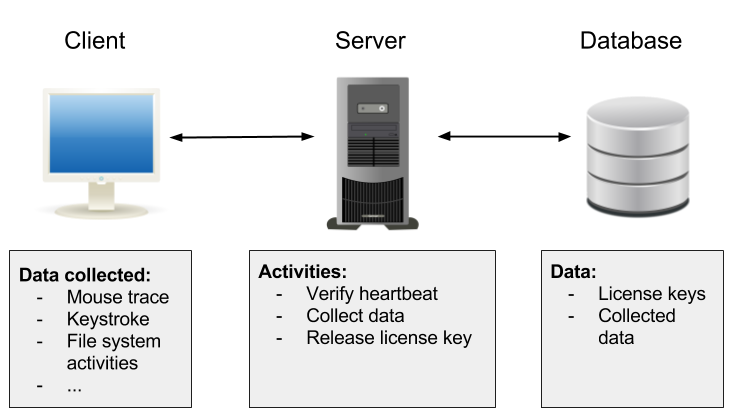 Client
Server
Database
Data collected:
- Mouse trace
- Keystroke
- File system
activities
- ...
Activities:
- Verify heartbeat
- Collect data
- Release license key
Data:
- License keys
- Collected
data